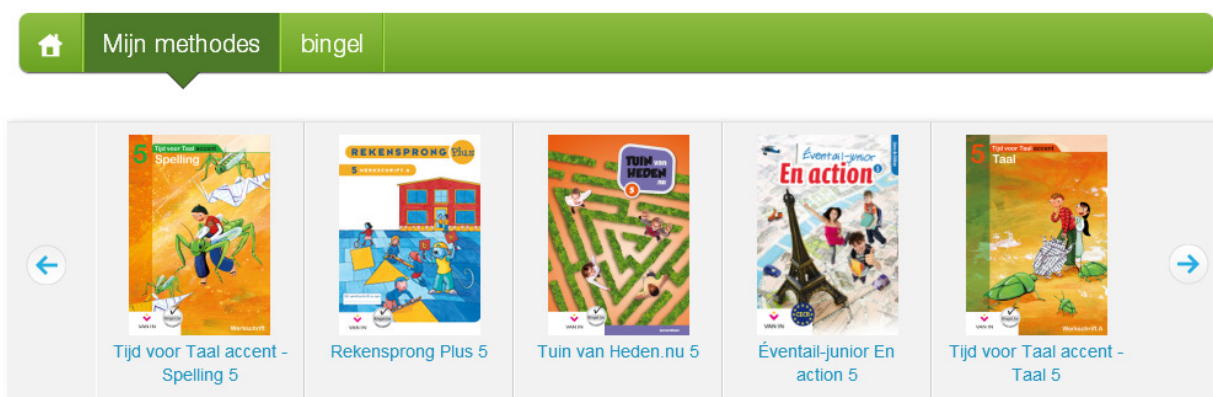 Mijn methodes
bingel
5
Tijd voor Taal accent
Spelling
VAN IN
Werkschrift
REKENSPRONG Plus
5 WERKSCHRIFT A
VAN IN
TUIN van
HEDEN
.nu
5
VAN IN
Éventail-junior
En action
VAN IN
CECR
5
Tijd voor Taal accent
Taal
VAN IN
Werkschrift A
Tijd voor Taal accent -
Spelling 5
Rekensprong Plus 5
Tuin van Heden.nu 5
Éventail-junior En
action 5
Tijd voor Taal accent -
Taal 5